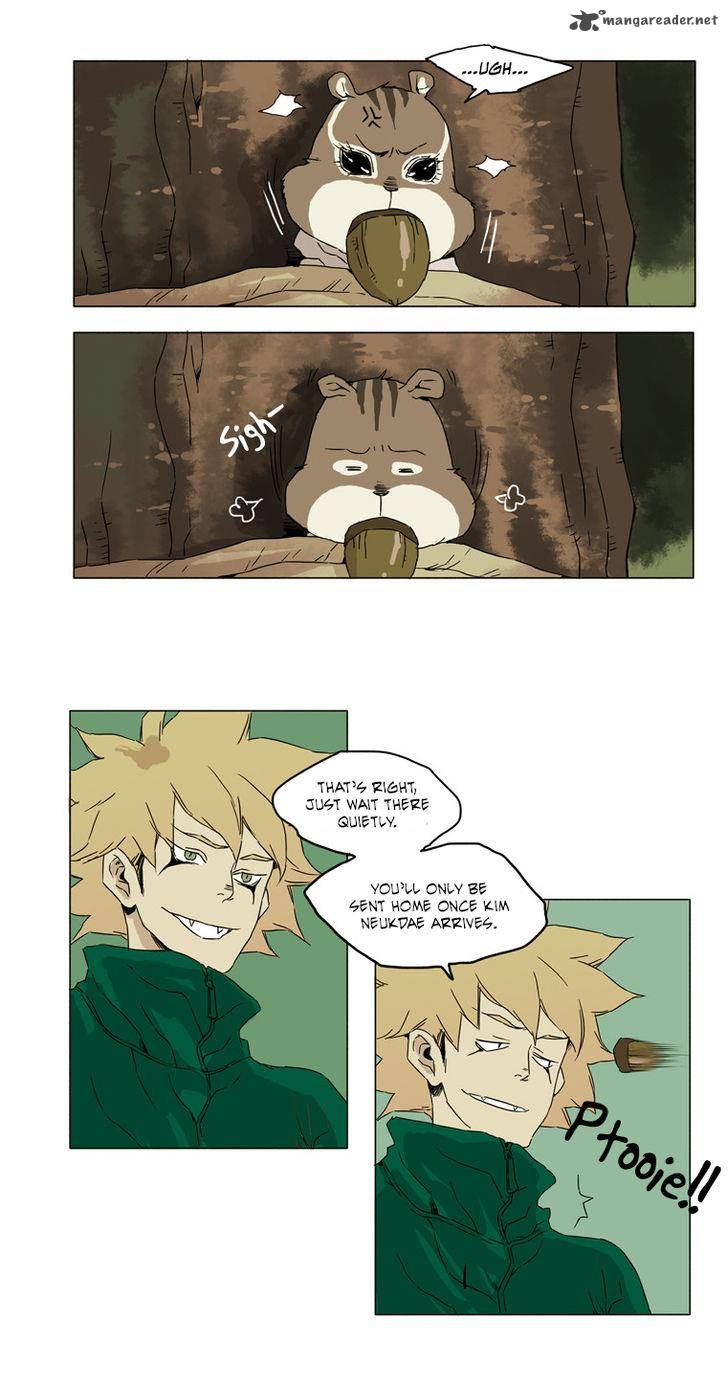 mangareader.net
...UGH...
Sigh-
THAT'S RIGHT,
JUST WAIT THERE
QUIETLY.
YOU'LL ONLY BE
SENT HOME ONCE KIM
NEUKDAE ARRIVES.
Ptooie!!